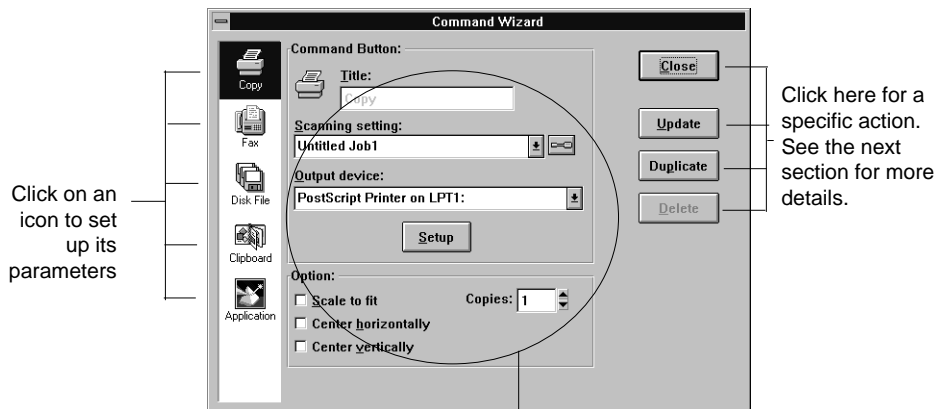 Command Wizard
Click on an
icon to set
up its
parameters
Copy
Fax
Disk File
Clipboard
Application
Command Button:
Title:
Copy
Scanning setting:
Untitled Job1
Output device:
PostScript Printer on LPT1:
Setup
Option:
Scale to fit
Copies: 1
Center horizontally
Center vertically
Close
Update
Duplicate
Delete
Click here for a
specific action.
See the next
section for more
details.